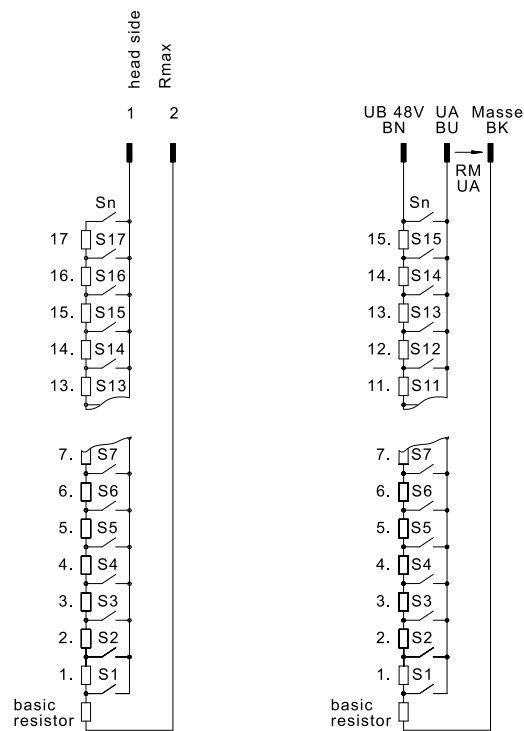 head side
Rmax
1 2
Sn
17 S17
16. S16
15. S15
14. S14
13. S13
7. S7
6. S6
5. S5
4. S4
3. S3
2. S2
1. S1
basic
resistor
UB 48V UA Masse
BN BU BK
RM
UA
Sn
15. S15
14. S14
13. S13
12. S12
11. S11
7. S7
6. S6
5. S5
4. S4
3. S3
2. S2
1. S1
basic
resistor